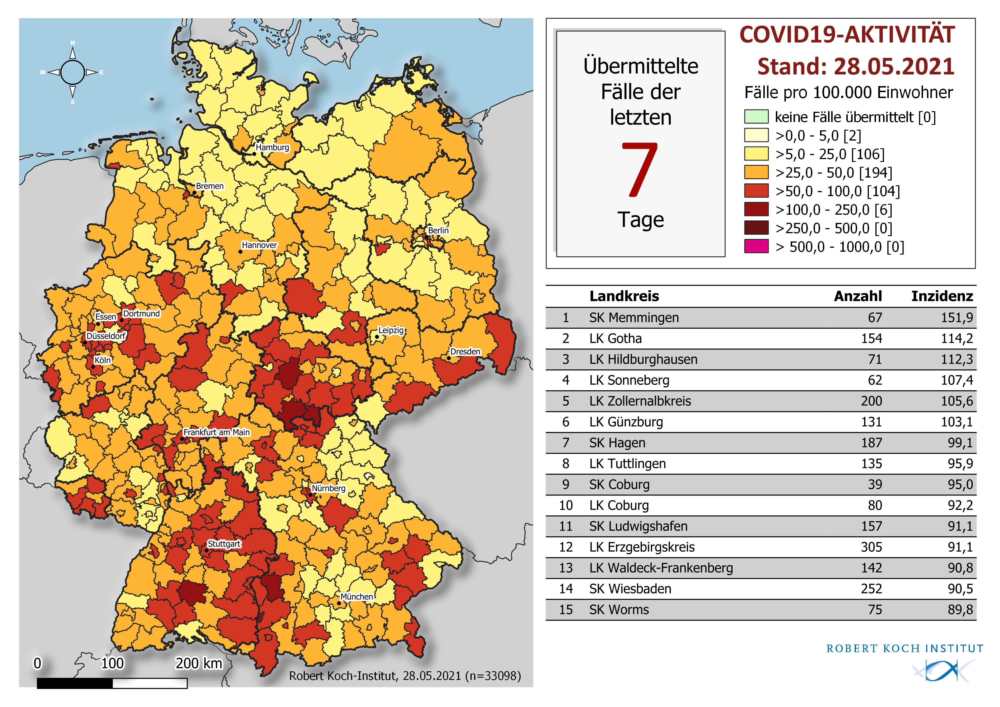 N
W
E
S
Hamburg
Bremen
Berlin
Hannover
Essen
Dortmund
Düsseldorf
Leipzig
Köln
Dresden
Frankfurt am Main
Nürnberg
Stuttgart
München
0 100 200 km
Robert Koch-Institut, 28.05.2021 (n=33098)
Übermittelte
Fälle der
letzten
7
Tage
COVID19-AKTIVITÄT
Stand: 28.05.2021
Fälle pro 100.000 Einwohner
keine Fälle übermittelt [0]
>0,0 - 5,0 [2]
>5,0 - 25,0 [106]
>25,0 - 50,0 [194]
>50,0 - 100,0 [104]
>100,0 - 250,0 [6]
>250,0 - 500,0 [0]
> 500,0 - 1000,0 [0]
Landkreis Anzahl Inzidenz
1 SK Memmingen 67 151,9
2 LK Gotha 154 114,2
3 LK Hildburghausen 71 112,3
4 LK Sonneberg 62 107,4
5 LK Zollernalbkreis 200 105,6
6 LK Günzburg 131 103,1
7 SK Hagen 187 99,1
8 LK Tuttlingen 135 95,9
9 SK Coburg 39 95,0
10 LK Coburg 80 92,2
11 SK Ludwigshafen 157 91,1
12 LK Erzgebirgskreis 305 91,1
13 LK Waldeck-Frankenberg 142 90,8
14 SK Wiesbaden 252 90,5
15 SK Worms 75 89,8
ROBERT KOCH INSTITUT